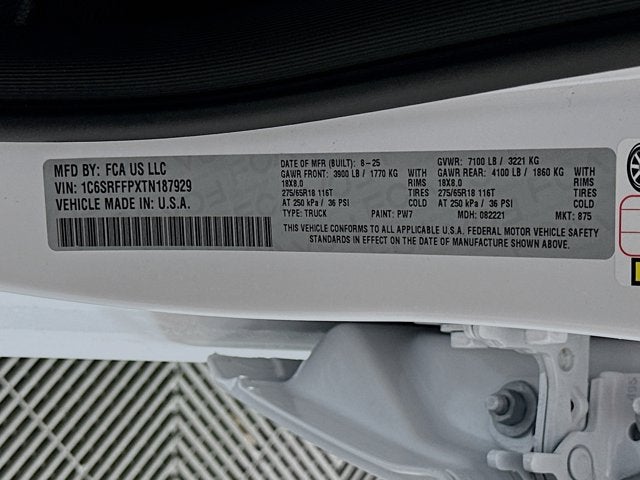 MFD BY: FCA US LLC
VIN: 1C6SRFFPXTN187929
VEHICLE MADE IN: U.S.A.
DATE OF MFR (BUILT): 8-25 GVWR: 7100 LB / 3221 KG
GAWR FRONT: 3900 LB / 1770 KG WITH GAWR REAR: 4100 LB / 1860 KG WITH
18X8.0 RIMS 18X8.0 RIMS
275/65R18 116T TIRES 275/65R18 116T TIRES
AT 250 kPa / 36 PSI COLD AT 250 kPa / 36 PSI COLD
TYPE: TRUCK PAINT: PW7 MDH: 082221 MKT: 875
THIS VEHICLE CONFORMS TO ALL APPLICABLE U.S.A. FEDERAL MOTOR VEHICLE SAFETY
STANDARDS IN EFFECT ON THE DATE OF MANUFACTURE SHOWN ABOVE.